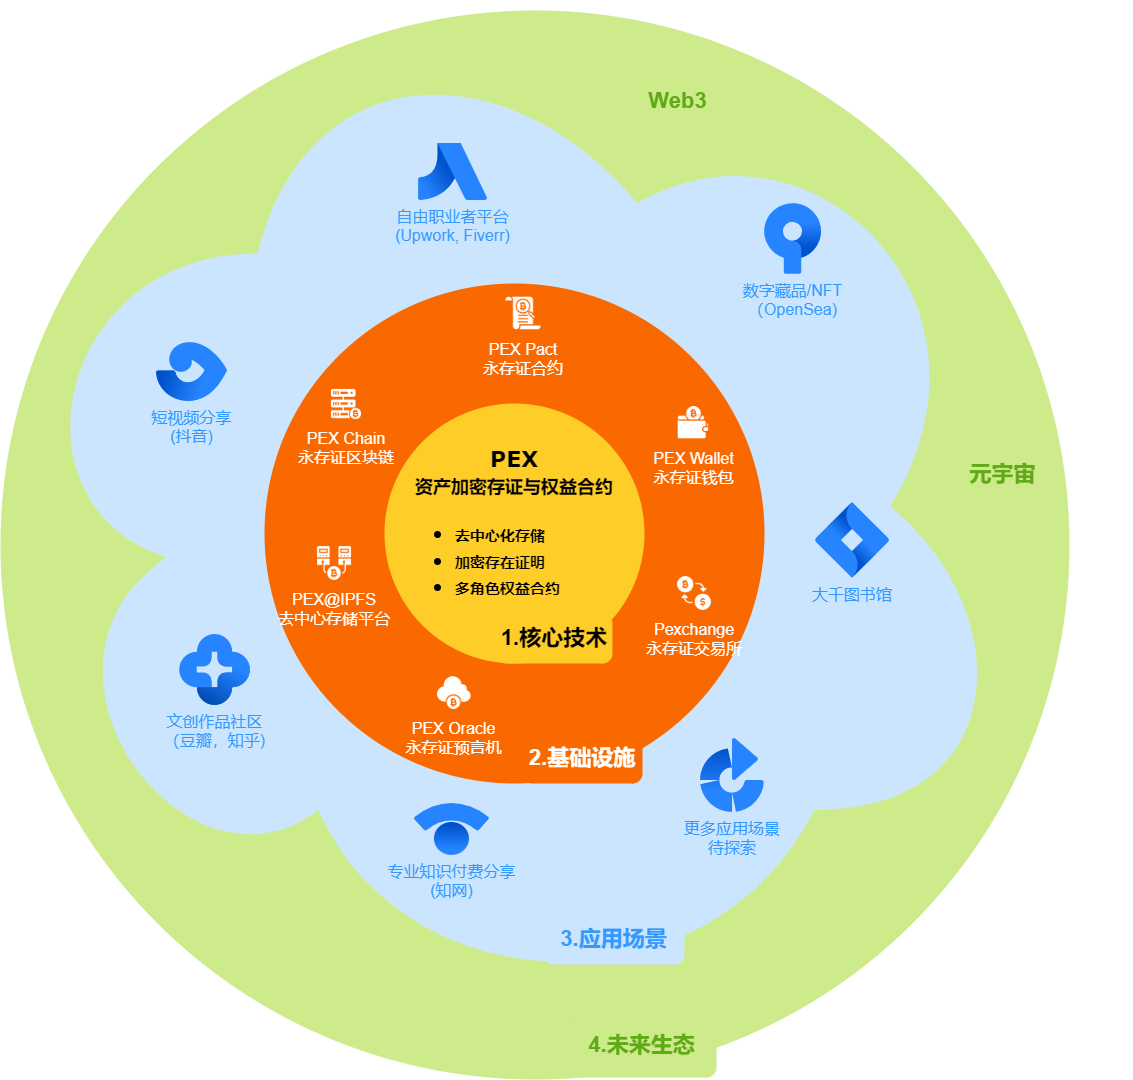 Web3
自由职业者平台
(Upwork, Fiverr)
数字藏品/NFT
（OpenSea)
短视频分享
(抖音)
PEX Pact
永存证合约
PEX Chain
永存证区块链
PEX Wallet
永存证钱包
PEX
资产加密存证与权益合约
去中心化存储
加密存在证明
多角色权益合约
1.核心技术
元宇宙
大千图书馆
PEX@IPFS
去中心存储平台
Pexchange
永存证交易所
PEX Oracle
永存证预言机
2.基础设施
文创作品社区
（豆瓣，知乎)
专业知识付费分享
(知网)
更多应用场景
待探索
3.应用场景
4.未来生态